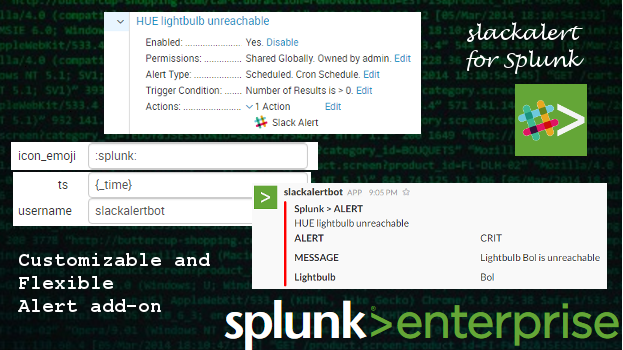 HUE lightbulb unreachable
Enabled: ...................... Yes. Disable
Permissions: ............... Shared Globally. Owned by admin. Edit
Alert Type: .................. Scheduled. Cron Schedule. Edit
Trigger Condition: ....... Number of Results is > 0. Edit
Actions: ...................... 1 Action Edit
Slack Alert
slackalert
for Splunk
icon_emoji :splunk:
ts {_time}
username slackalertbot
slackalertbot APP 9:05 PM
Splunk > ALERT
HUE lightbulb unreachable
ALERT CRIT
MESSAGE Lightbulb Bol is unreachable
Lightbulb Bol
Customizable and
Flexible
Alert add-on
splunk>enterprise